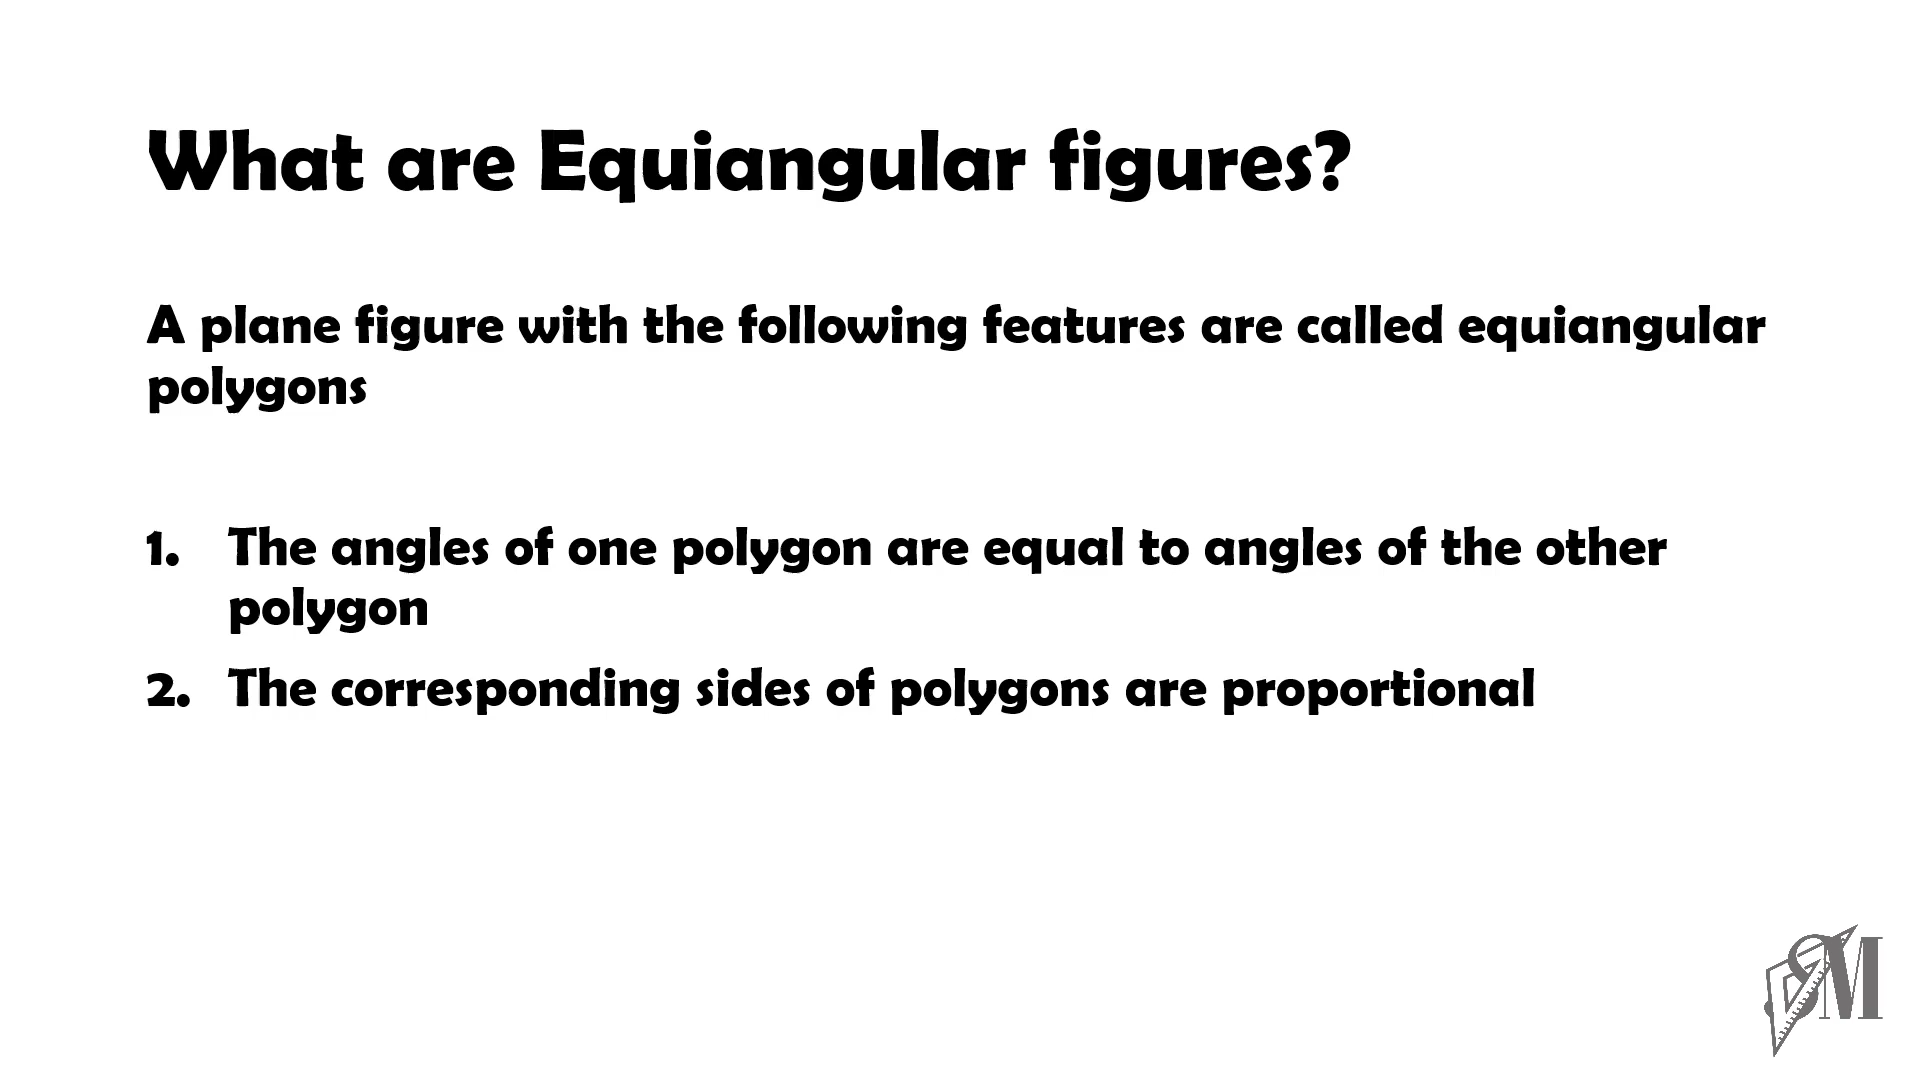 What are Equiangular figures?
A plane figure with the following features are called equiangular
polygons
1. The angles of one polygon are equal to angles of the other
polygon
2. The corresponding sides of polygons are proportional
SM